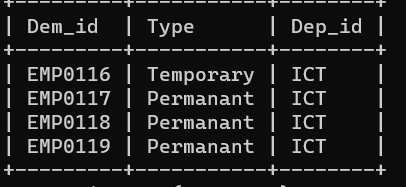 Dem_id Type Dep_id
EMP0116 Temporary ICT
EMP0117 Permanant ICT
EMP0118 Permanant ICT
EMP0119 Permanant ICT